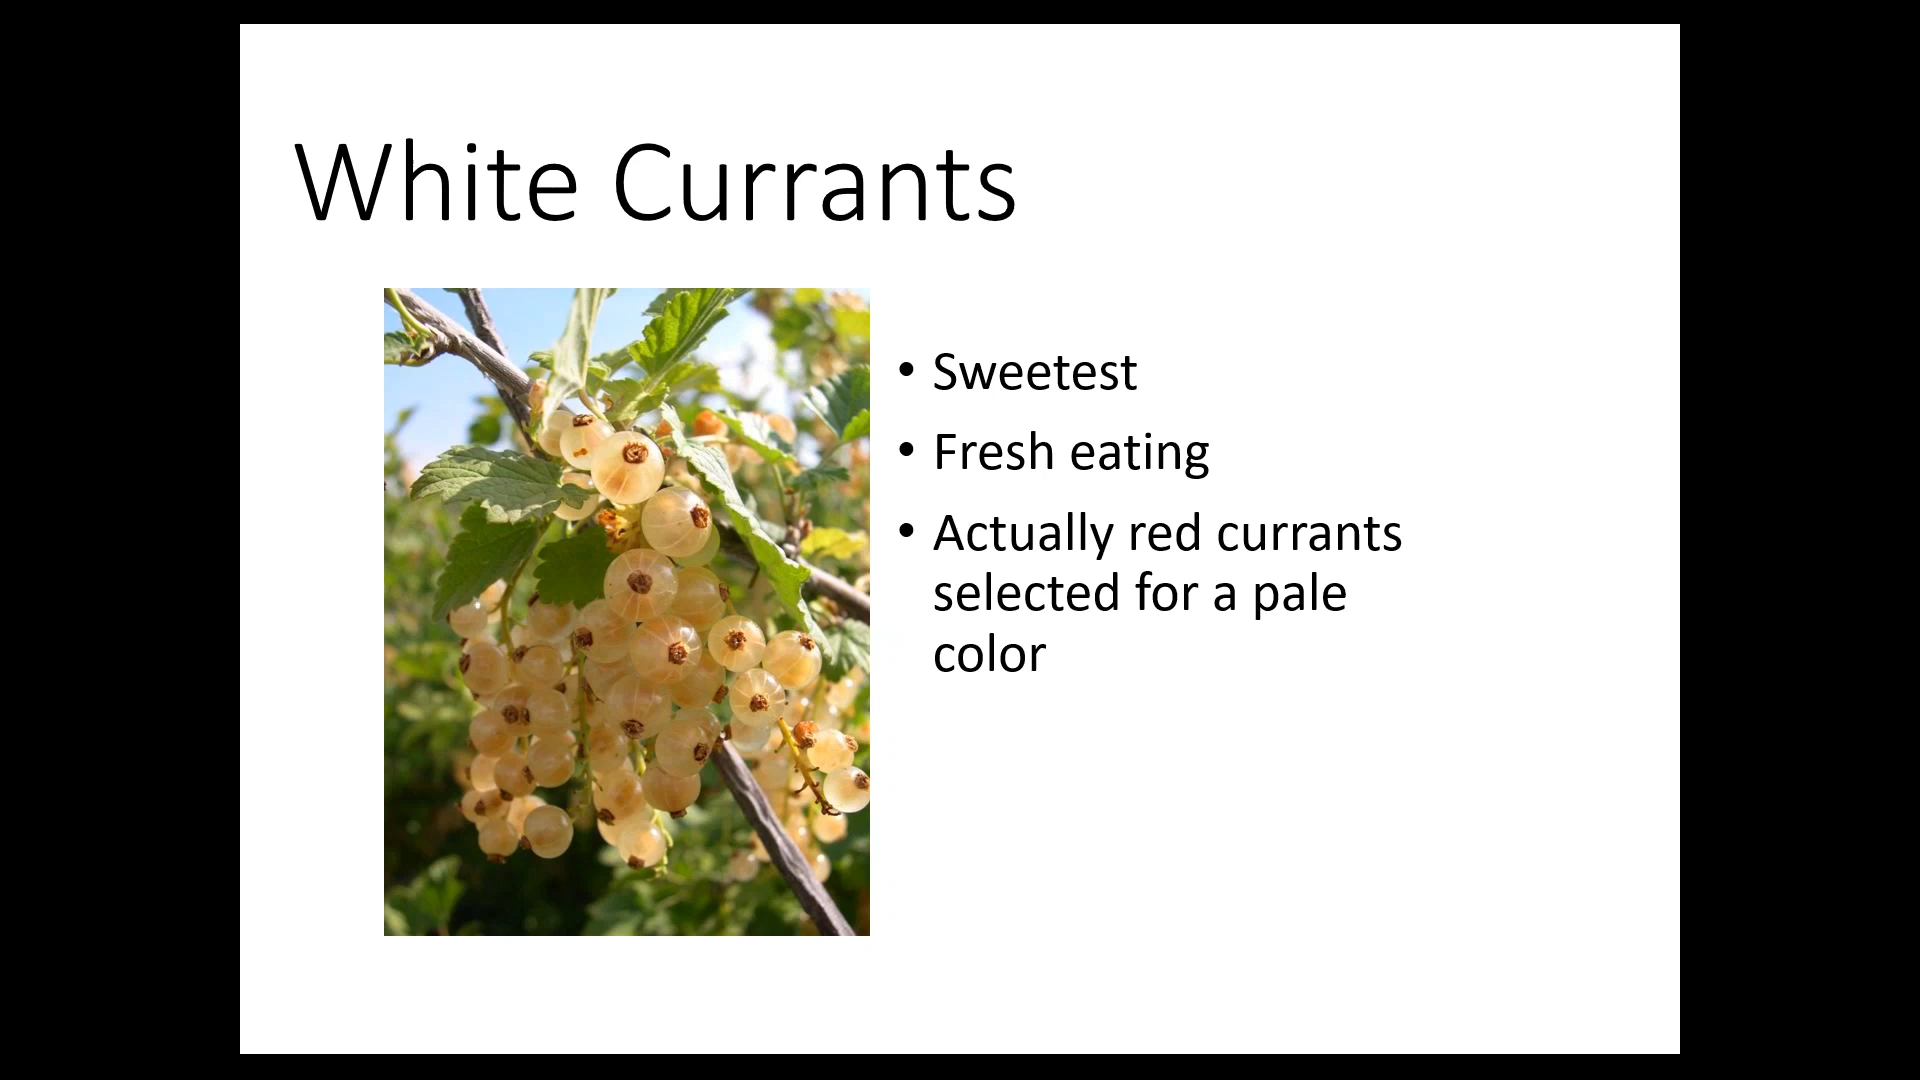 White Currants
• Sweetest
• Fresh eating
• Actually red currants
selected for a pale
color